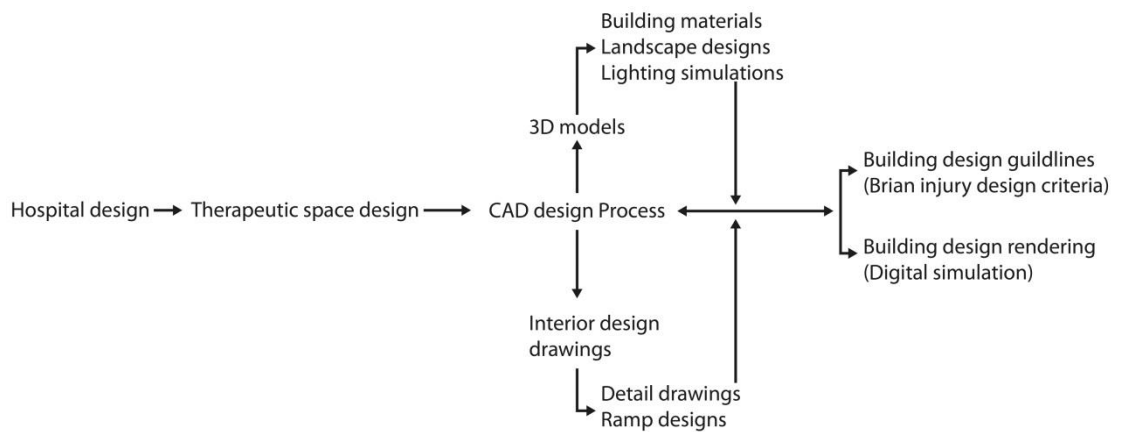 Building materials
Landscape designs
Lighting simulations
3D models
Building design guildlines
(Brian injury design criteria)
Hospital design
Therapeutic space design
CAD design Process
Building design rendering
(Digital simulation)
Interior design
drawings
Detail drawings
Ramp designs